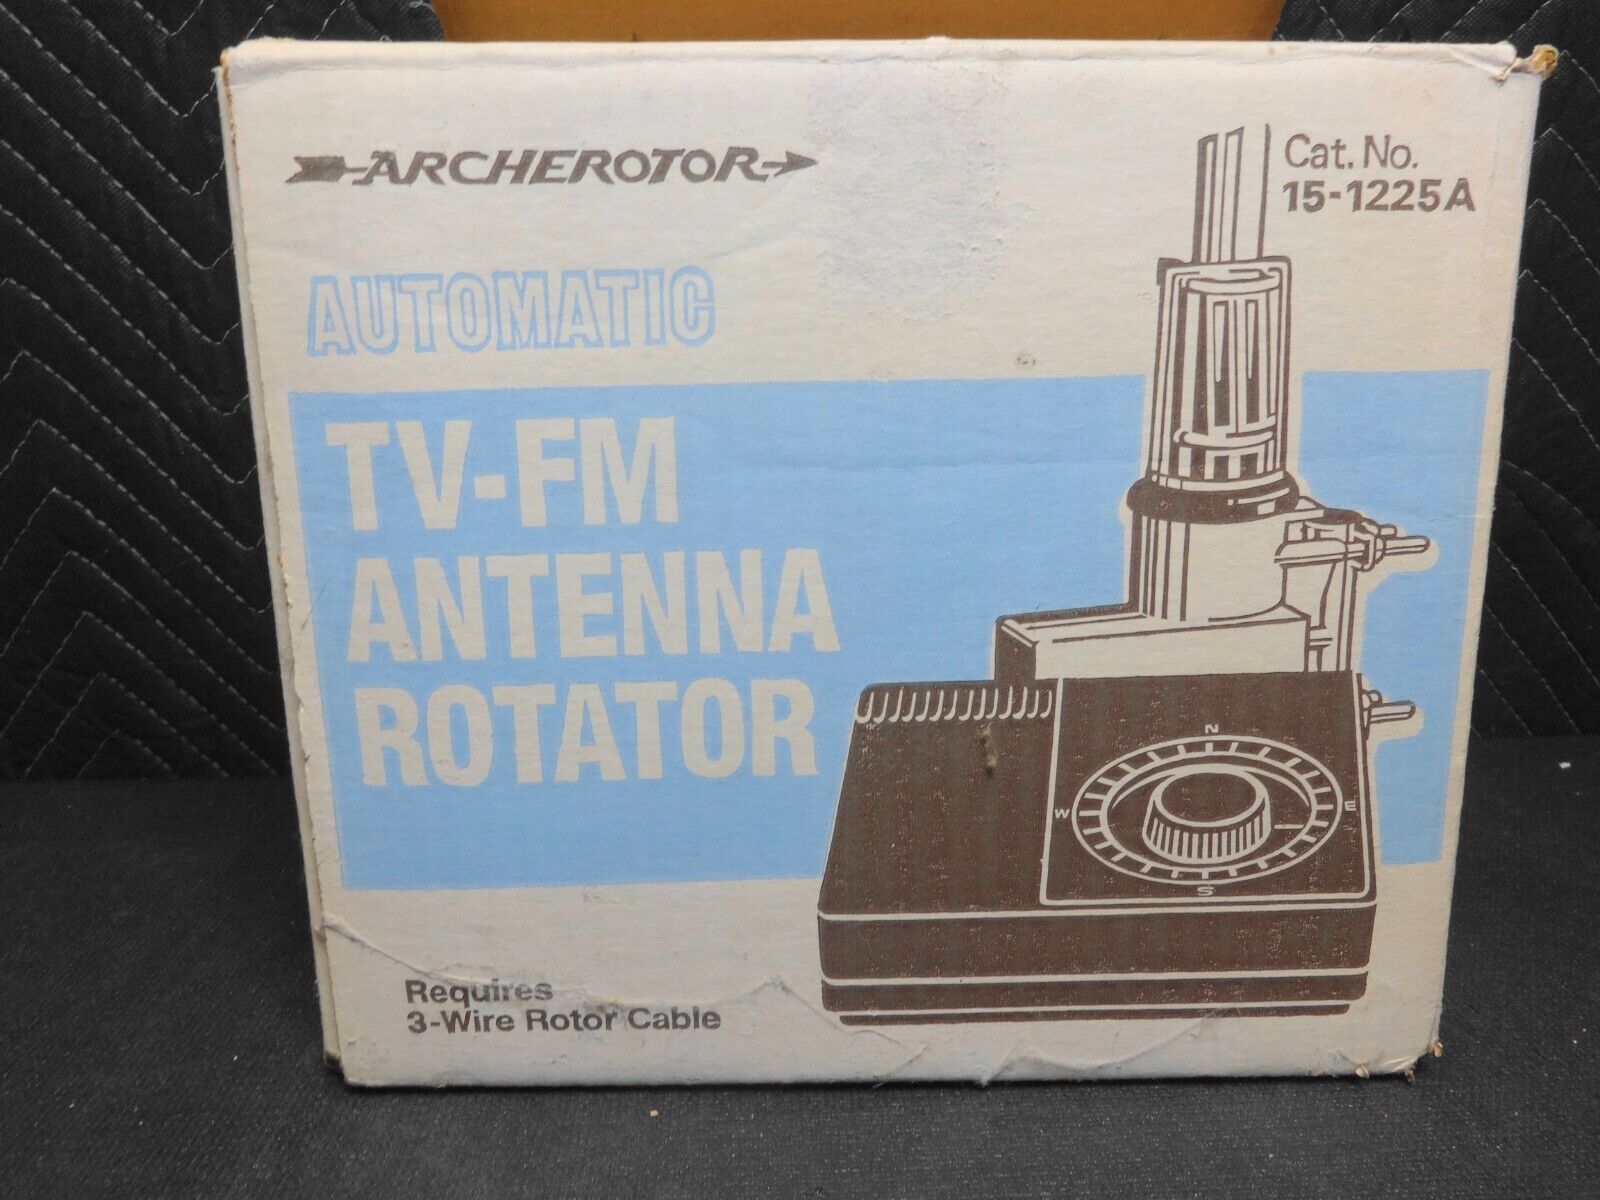 ARCHEROTOR
Cat. No.
15-1225A
AUTOMATIC
TV-FM
ANTENNA
ROTATOR
N
W
E
S
Requires
3-Wire Rotor Cable